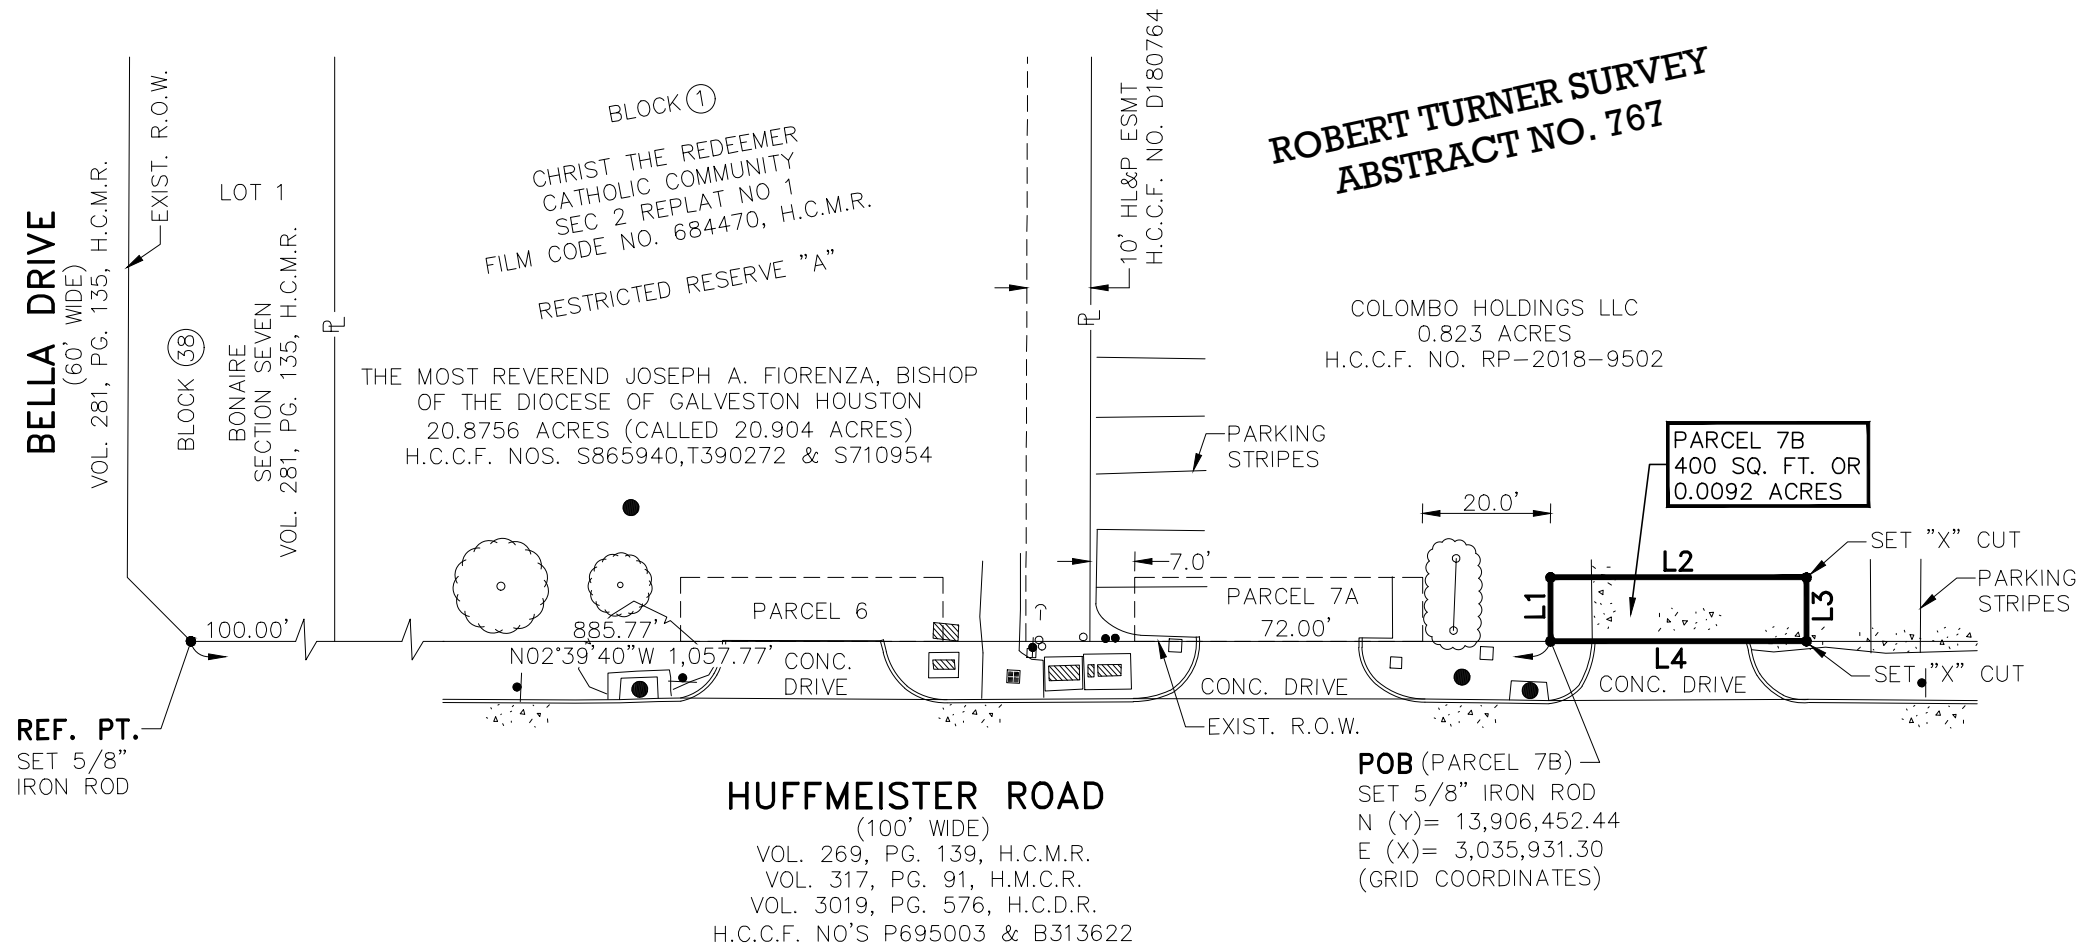 BELLA DRIVE
(60' WIDE)
VOL. 281, PG. 135, H.C.M.R.
EXIST. R.O.W.
LOT 1
BLOCK 38
BONAIRE
SECTION SEVEN
VOL. 281, PG. 135, H.C.M.R.
PL
BLOCK 1
CHRIST THE REDEEMER
CATHOLIC COMMUNITY
SEC 2 REPLAT NO 1
FILM CODE NO. 684470, H.C.M.R.
RESTRICTED RESERVE "A"
THE MOST REVEREND JOSEPH A. FIORENZA, BISHOP
OF THE DIOCESE OF GALVESTON HOUSTON
20.8756 ACRES (CALLED 20.904 ACRES)
H.C.C.F. NOS. S865940,T390272 & S710954
10' HL&P ESMT
H.C.C.F. NO. D180764
PL
ROBERT TURNER SURVEY
ABSTRACT NO. 767
COLOMBO HOLDINGS LLC
0.823 ACRES
H.C.C.F. NO. RP-2018-9502
PARKING
STRIPES
PARCEL 7B
400 SQ. FT. OR
0.0092 ACRES
20.0'
SET "X" CUT
L2
7.0'
PARKING
STRIPES
PARCEL 6
PARCEL 7A
L1
L3
100.00'
885.77'
72.00'
N02°39'40"W 1,057.77'
L4
CONC.
DRIVE
CONC. DRIVE
CONC. DRIVE
SET "X" CUT
REF. PT.
SET 5/8"
IRON ROD
EXIST. R.O.W.
POB (PARCEL 7B)
SET 5/8" IRON ROD
N (Y)= 13,906,452.44
E (X)= 3,035,931.30
(GRID COORDINATES)
HUFFMEISTER ROAD
(100' WIDE)
VOL. 269, PG. 139, H.C.M.R.
VOL. 317, PG. 91, H.M.C.R.
VOL. 3019, PG. 576, H.C.D.R.
H.C.C.F. NO'S P695003 & B313622